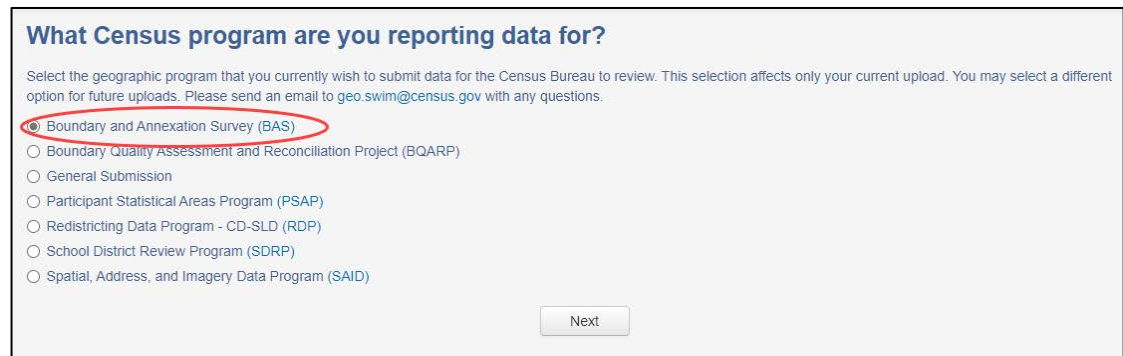 What Census program are you reporting data for?
Select the geographic program that you currently wish to submit data for the Census Bureau to review. This selection affects only your current upload. You may select a different
option for future uploads. Please send an email to geo.swim@census.gov with any questions.
Boundary and Annexation Survey (BAS)
Boundary Quality Assessment and Reconciliation Project (BQARP)
General Submission
Participant Statistical Areas Program (PSAP)
Redistricting Data Program - CD-SLD (RDP)
School District Review Program (SDRP)
Spatial, Address, and Imagery Data Program (SAID)
Next